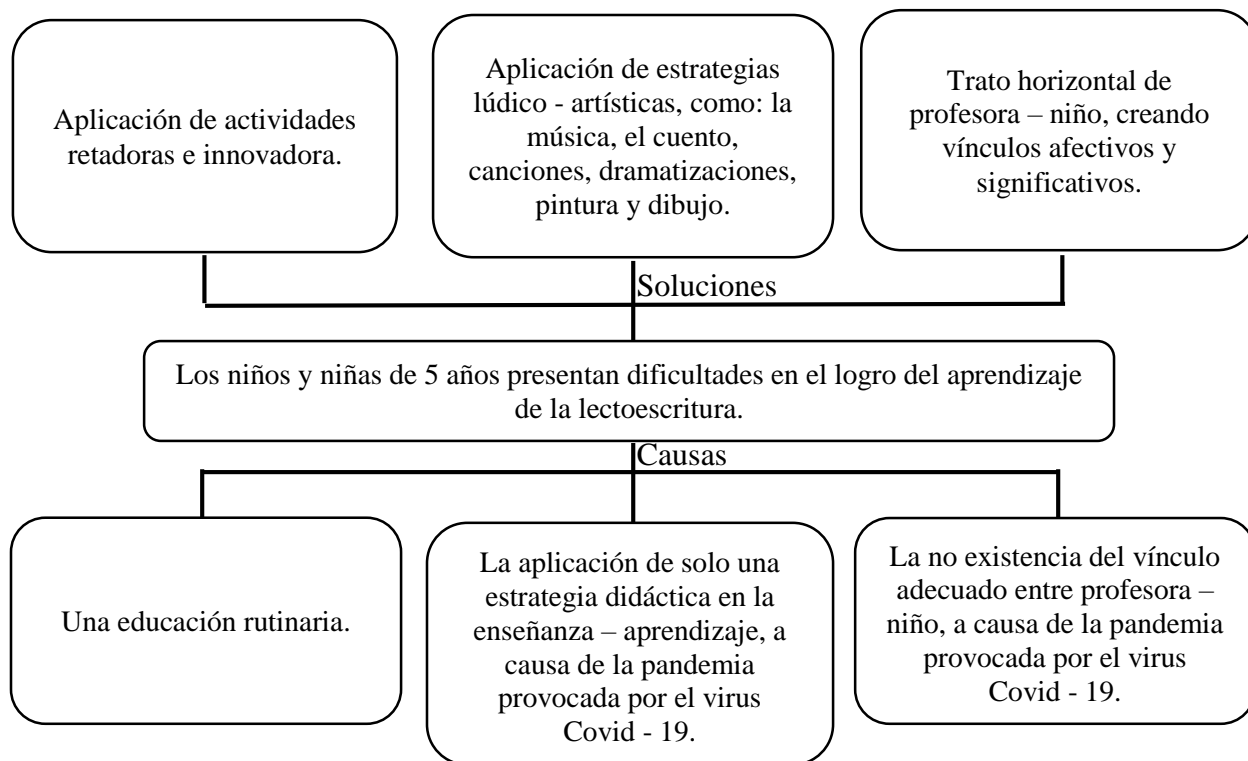 Aplicación de actividades
retadoras e innovadora.
Aplicación de estrategias
lúdico - artísticas, como: la
música, el cuento,
canciones, dramatizaciones,
pintura y dibujo.
Trato horizontal de
profesora – niño, creando
vínculos afectivos y
significativos.
Soluciones
Los niños y niñas de 5 años presentan dificultades en el logro del aprendizaje
de la lectoescritura.
Causas
Una educación rutinaria.
La aplicación de solo una
estrategia didáctica en la
enseñanza – aprendizaje, a
causa de la pandemia
provocada por el virus
Covid - 19.
La no existencia del vínculo
adecuado entre profesora –
niño, a causa de la pandemia
provocada por el virus
Covid - 19.